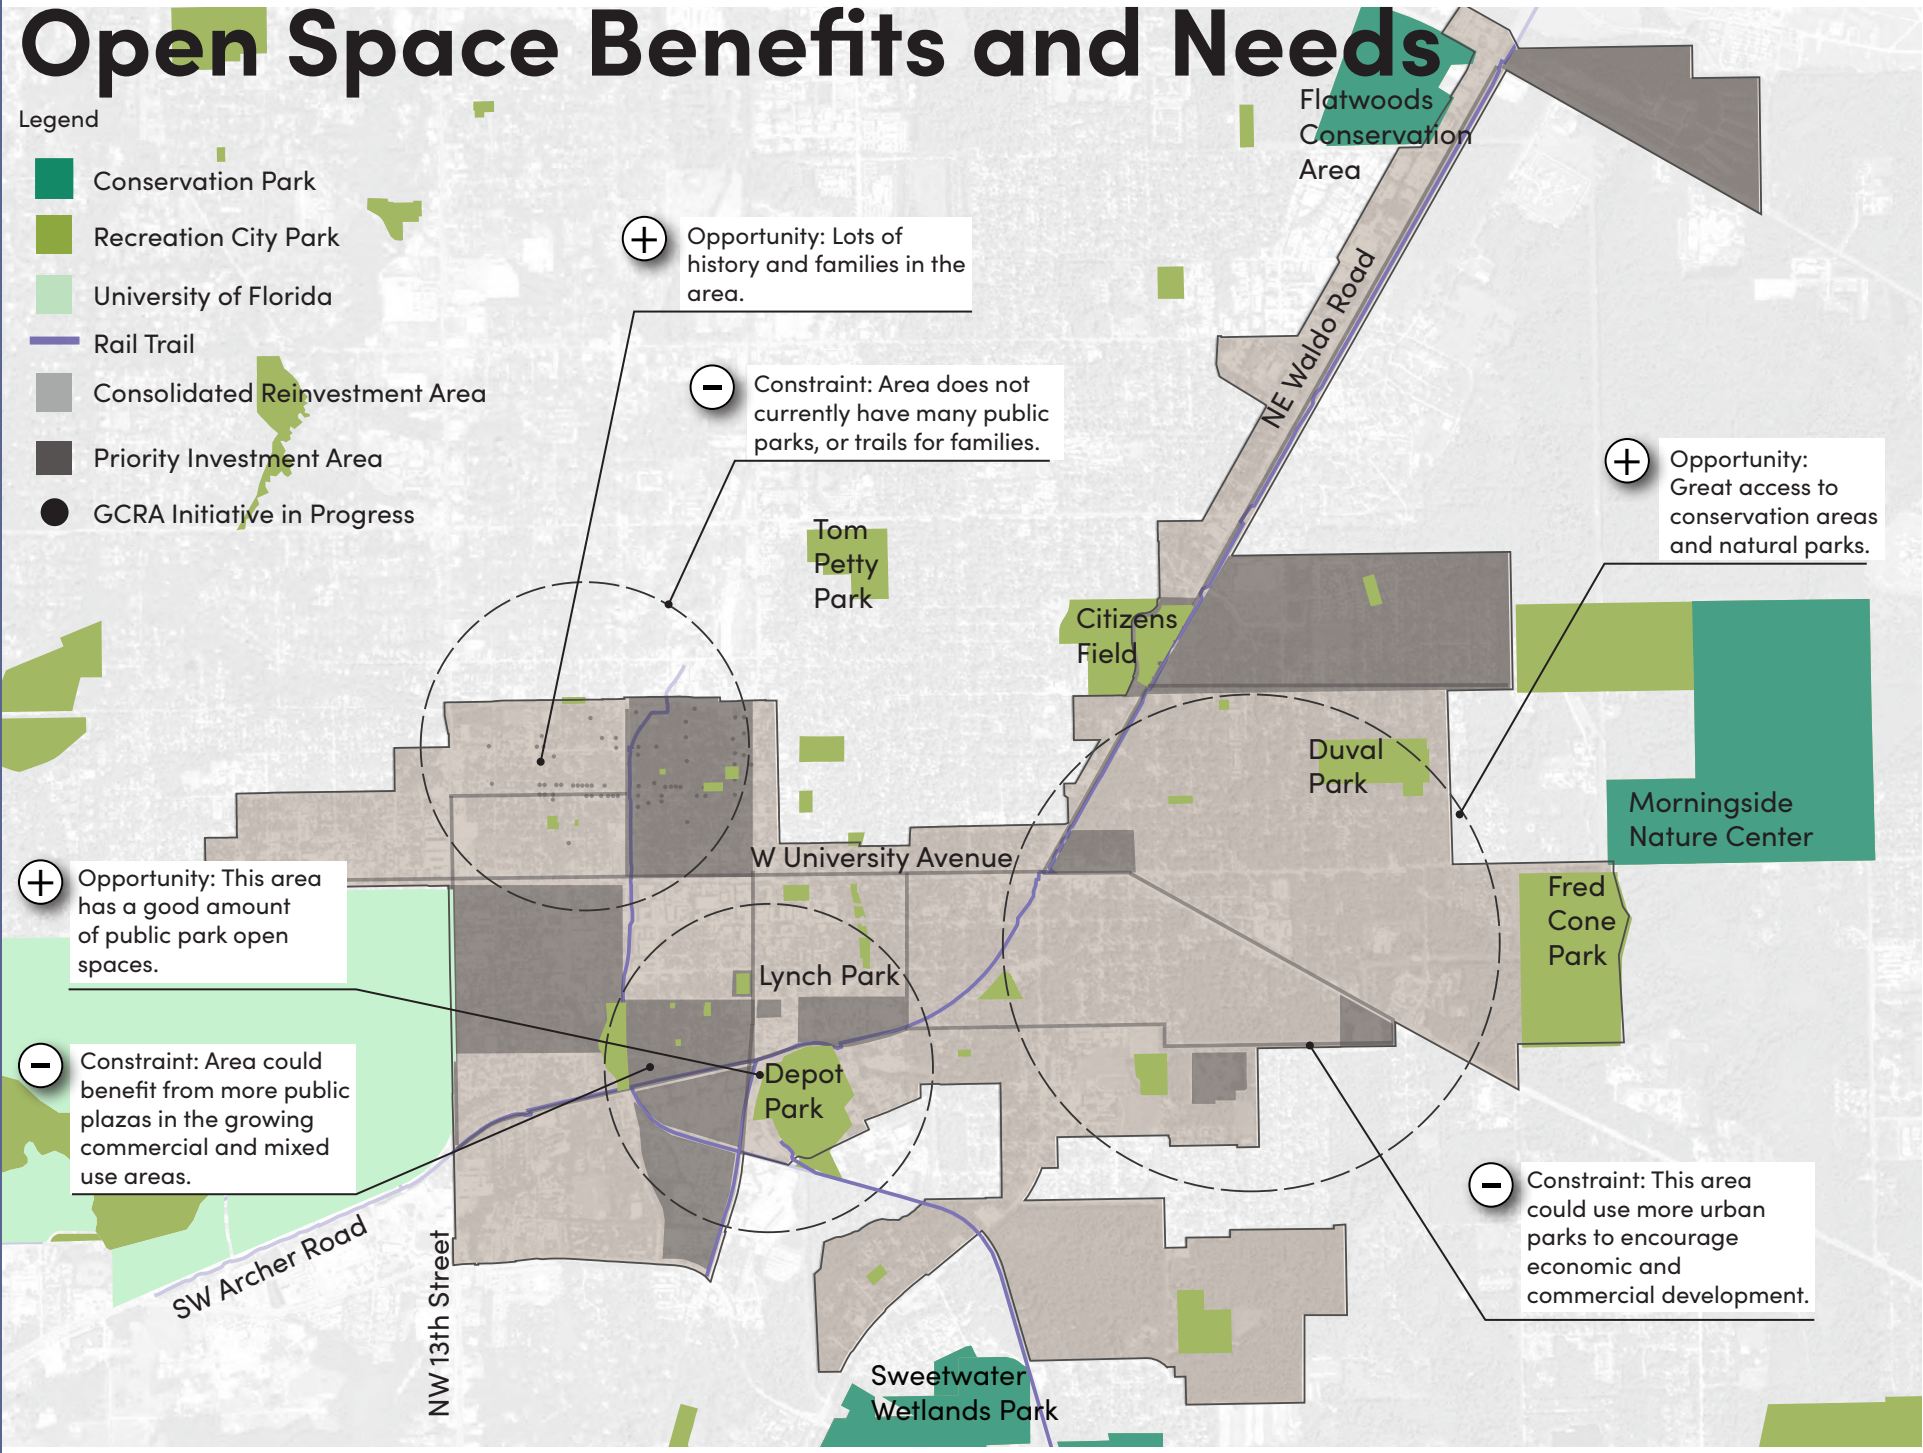 Open Space Benefits and Needs
Legend
Conservation Park
Recreation City Park
University of Florida
Rail Trail
Consolidated Reinvestment Area
Priority Investment Area
GCRA Initiative in Progress
Flatwoods
Conservation
Area
+
Opportunity: Lots of
history and families in the
area.
NE Waldo Road
−
Constraint: Area does not
currently have many public
parks, or trails for families.
+
Opportunity:
Great access to
conservation areas
and natural parks.
Tom
Petty
Park
Citizens
Field
Duval
Park
Morningside
Nature Center
W University Avenue
+
Opportunity: This area
has a good amount
of public park open
spaces.
Fred
Cone
Park
Lynch Park
−
Constraint: Area could
benefit from more public
plazas in the growing
commercial and mixed
use areas.
Depot
Park
SW Archer Road
NW 13th Street
−
Constraint: This area
could use more urban
parks to encourage
economic and
commercial development.
Sweetwater
Wetlands Park